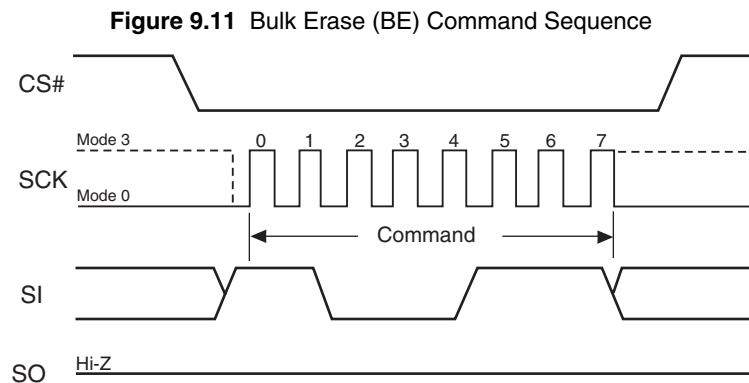 Figure 9.11 Bulk Erase (BE) Command Sequence
CS#
Mode 3
0 1 2 3 4 5 6 7
SCK
Mode 0
Command
SI
Hi-Z
SO